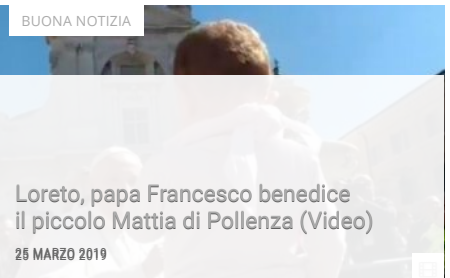 BUONA NOTIZIA
Loreto, papa Francesco benedice
il piccolo Mattia di Pollenza (Video)
25 MARZO 2019